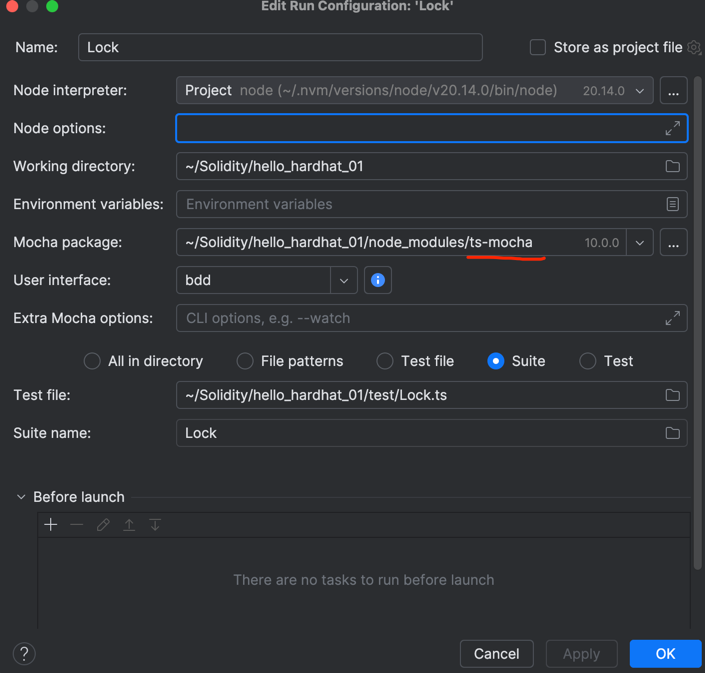 Edit Run Configuration: 'Lock'
Name: Lock Store as project file
Node interpreter: Project node (~/.nvm/versions/node/v20.14.0/bin/node) 20.14.0 ...
Node options:
Working directory: ~/Solidity/hello_hardhat_01
Environment variables: Environment variables
Mocha package: ~/Solidity/hello_hardhat_01/node_modules/ts-mocha 10.0.0 ...
User interface: bdd
Extra Mocha options: CLI options, e.g. --watch
All in directory File patterns Test file Suite Test
Test file: ~/Solidity/hello_hardhat_01/test/Lock.ts
Suite name: Lock
Before launch
There are no tasks to run before launch
? Cancel Apply OK